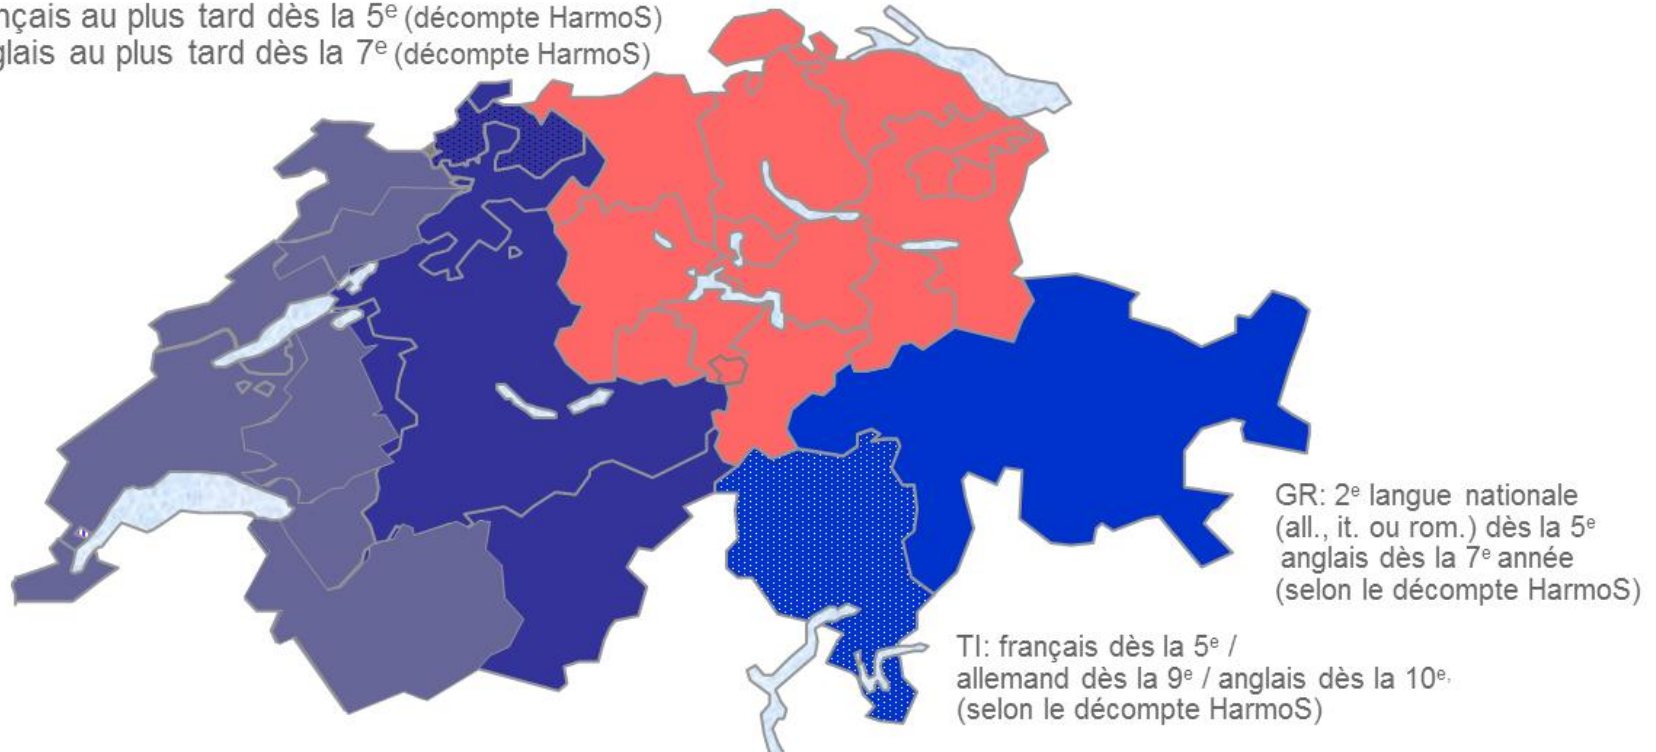 au plus tard dès la 5e (décompte HarmoS)
au plus tard dès la 7e (décompte HarmoS)
GR: 2e langue nationale
(all., it. ou rom.) dès la 5e
anglais dès la 7e année
(selon le décompte HarmoS)
TI: français dès la 5e /
allemand dès la 9e / anglais dès la 10e,
(selon le décompte HarmoS)